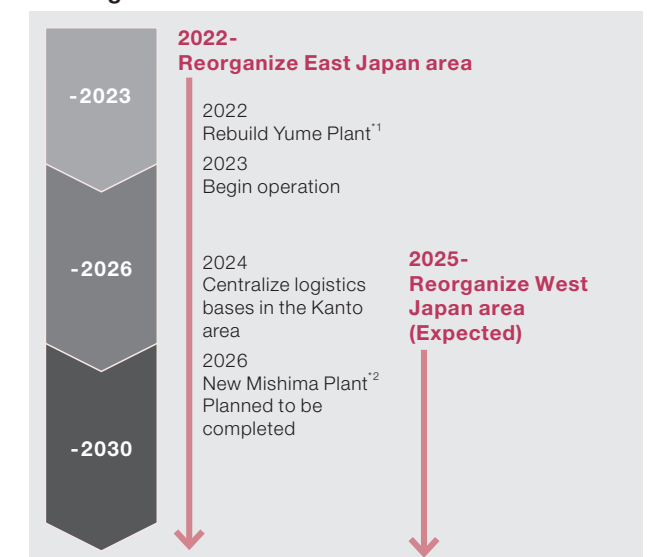 -2023
-2026
-2030
2022-
Reorganize East Japan area
2022
Rebuild Yume Plant*1
2023
Begin operation
2024
Centralize logistics
bases in the Kanto
area
2026
New Mishima Plant*2
Planned to be
completed
2025-
Reorganize West
Japan area
(Expected)